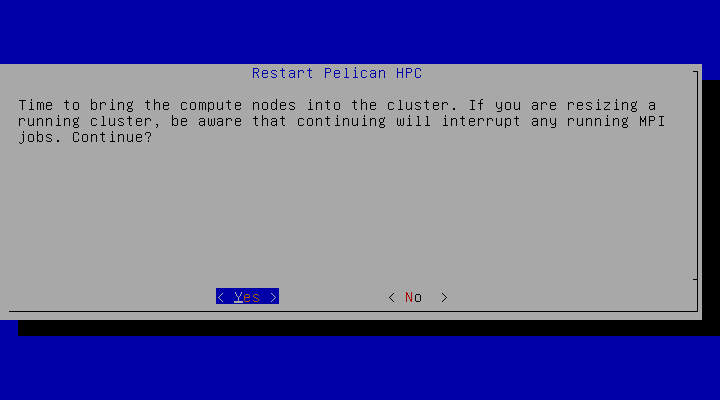 Restart Pelican HPC
Time to bring the compute nodes into the cluster. If you are resizing a
running cluster, be aware that continuing will interrupt any running MPI
jobs. Continue?
< Yes > < No >